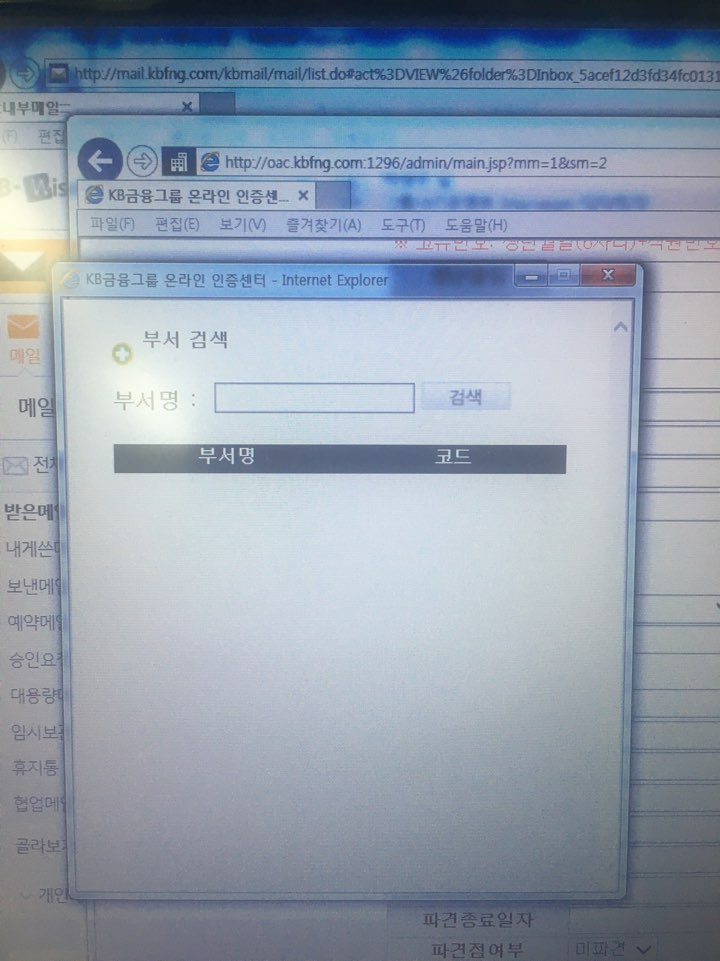 http://mail.kbfng.com/kbmail/mail/list.do#act%3DVIEW%26folder%3DInbox_5acef12d3fd34fc0131
내부메일
편집
http://oac.kbfng.com:1296/admin/main.jsp?mm=1&sm=2
KB금융그룹 온라인 인증센...
파일(F) 편집(E) 보기(V) 즐겨찾기(A) 도구(T) 도움말(H)
KB금융그룹 온라인 인증센터 - Internet Explorer
부서 검색
부서명 : 검색
부서명 코드
메일
메일
전체
받은메일
내게쓴
보낸메일
예약메일
승인요청
대용량
임시보관
휴지통
협업메일
골라보기
개인
파견종료일자
파견점여부 미파견